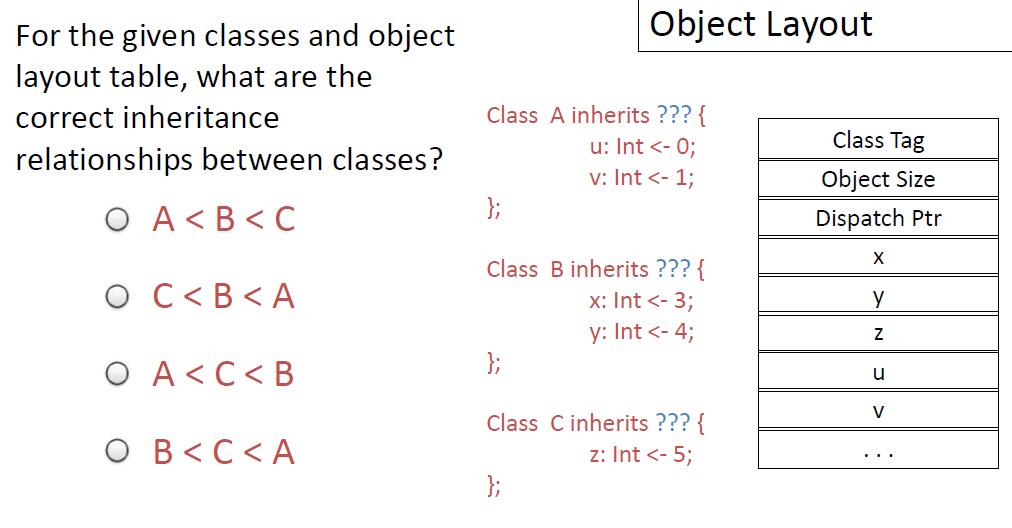 Object Layout
For the given classes and object
layout table, what are the
correct inheritance
relationships between classes?
A < B < C
C < B < A
A < C < B
B < C < A
Class A inherits ??? {
u: Int <- 0;
v: Int <- 1;
};
Class B inherits ??? {
x: Int <- 3;
y: Int <- 4;
};
Class C inherits ??? {
z: Int <- 5;
};
Class Tag
Object Size
Dispatch Ptr
x
y
z
u
v
. . .